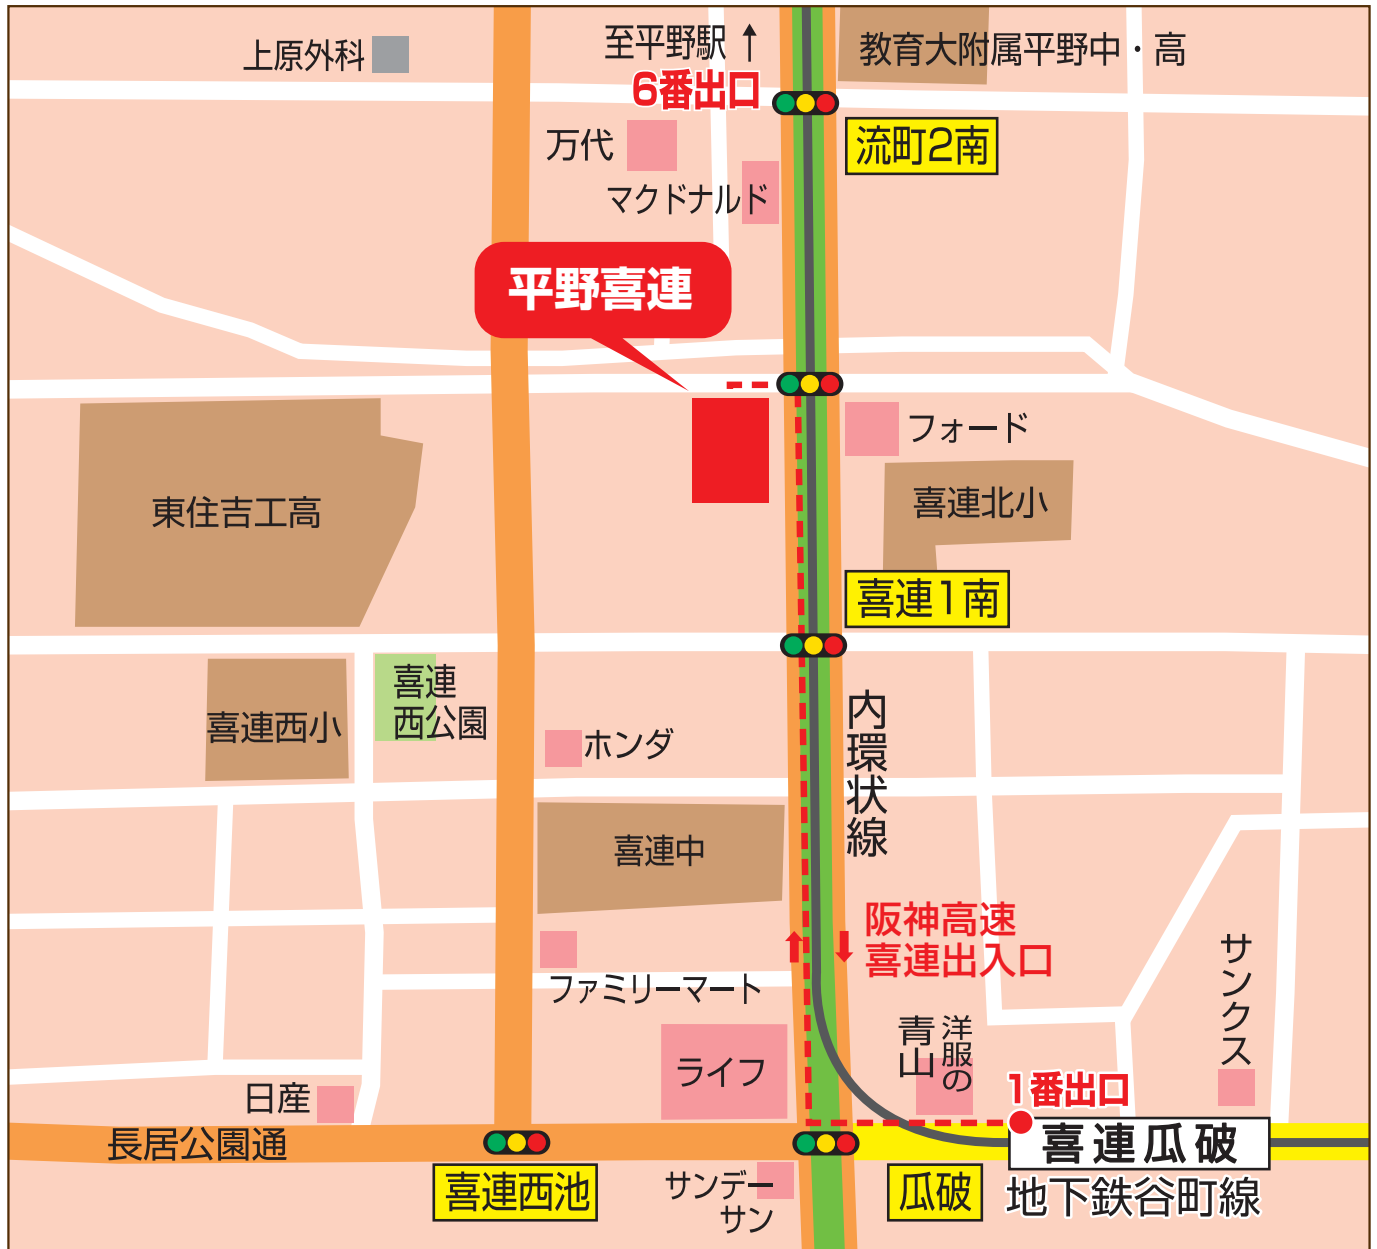 上原外科
至平野駅↑
6番出口
教育大附属平野中・高
万代
流町2南
マクドナルド
平野喜連
フォード
東住吉工高
喜連北小
喜連1南
喜連
西公園
喜連西小
ホンダ
内環状線
喜連中
阪神高速
喜連出入口
サンクス
ファミリーマート
洋服の
青山
ライフ
日産
1番出口
長居公園通
喜連瓜破
喜連西池
サンデー
サン
瓜破
地下鉄谷町線